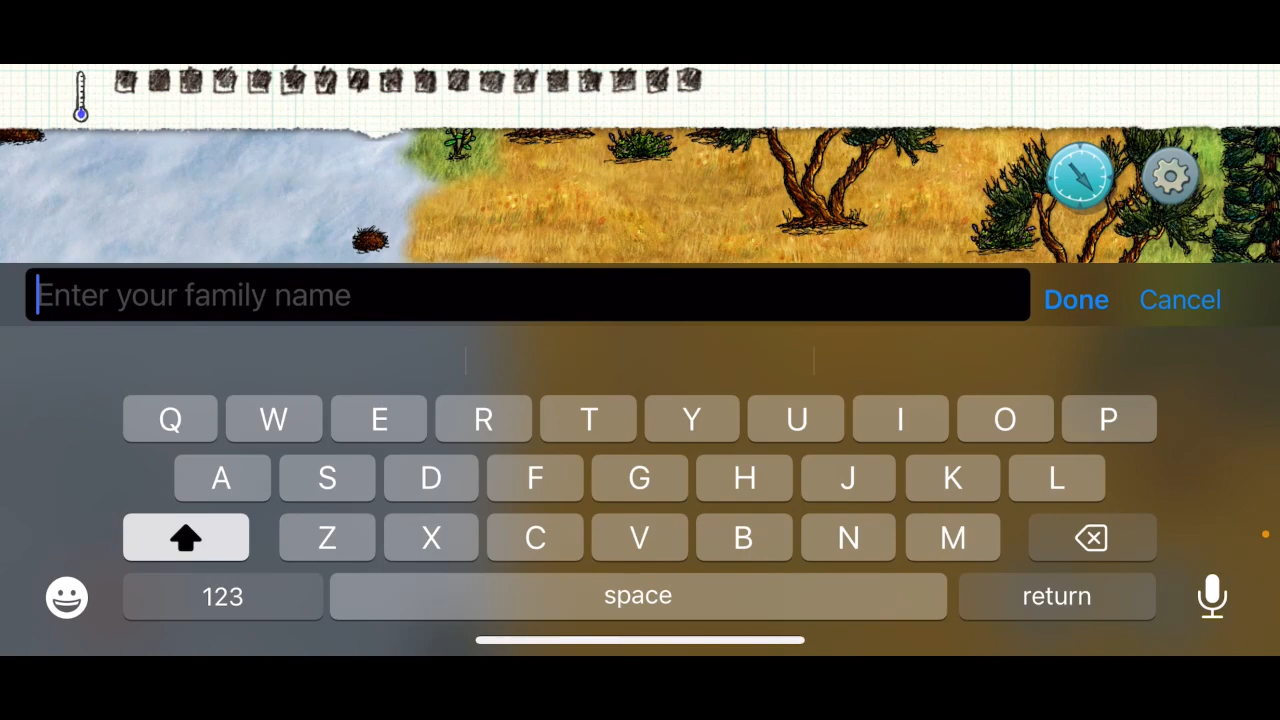 Enter your family name
Done Cancel
Q W E R T Y U I O P
A S D F G H J K L
Z X C V B N M
123 space return